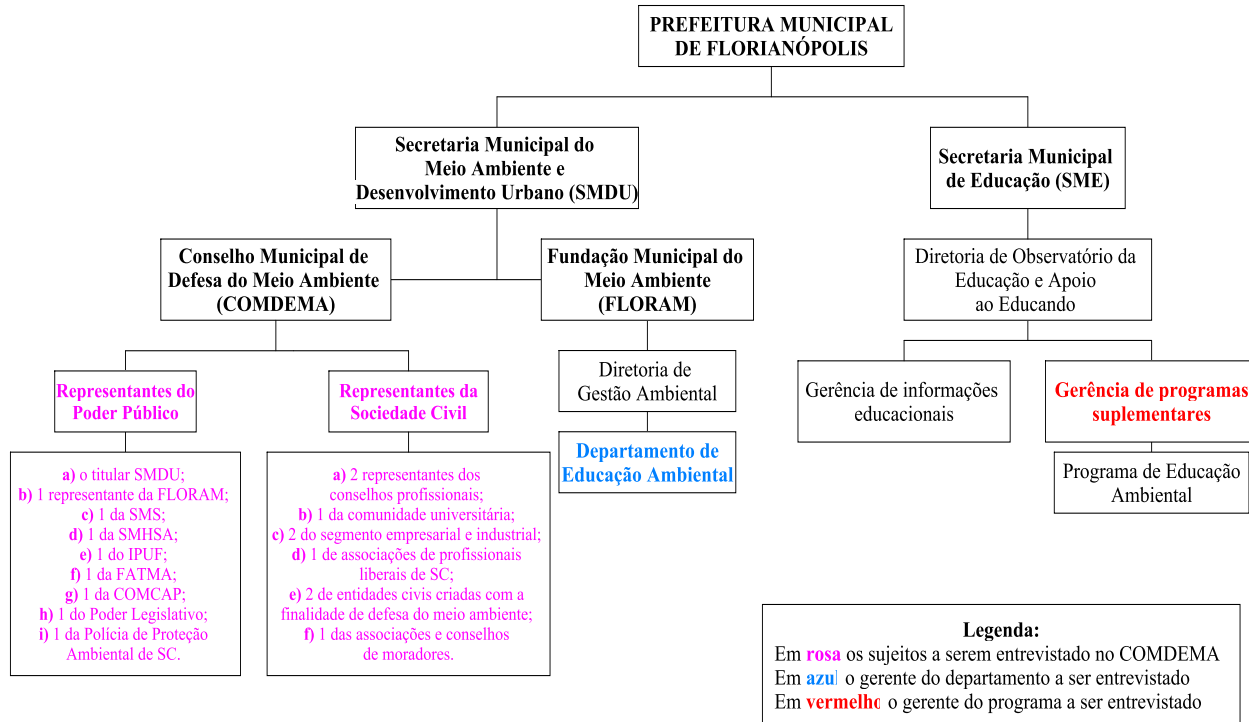 PREFEITURA MUNICIPAL
DE FLORIANÓPOLIS
Secretaria Municipal do
Meio Ambiente e
Desenvolvimento Urbano (SMDU)
Secretaria Municipal
de Educação (SME)
Conselho Municipal de
Defesa do Meio Ambiente
(COMDEMA)
Fundação Municipal do
Meio Ambiente
(FLORAM)
Diretoria de Observatório da
Educação e Apoio
ao Educando
Representantes do
Poder Público
Representantes da
Sociedade Civil
Diretoria de
Gestão Ambiental
Gerência de informações
educacionais
Gerência de programas
suplementares
Departamento de
Educação Ambiental
Programa de Educação
Ambiental
a) o titular SMDU;
b) 1 representante da FLORAM;
c) 1 da SMS;
d) 1 da SMHSA;
e) 1 do IPUF;
f) 1 da FATMA;
g) 1 da COMCAP;
h) 1 do Poder Legislativo;
i) 1 da Polícia de Proteção
Ambiental de SC.
a) 2 representantes dos
conselhos profissionais;
b) 1 da comunidade universitária;
c) 2 do segmento empresarial e industrial;
d) 1 de associações de profissionais
liberais de SC;
e) 2 de entidades civis criadas com a
finalidade de defesa do meio ambiente;
f) 1 das associações e conselhos
de moradores.
Legenda:
Em rosa os sujeitos a serem entrevistado no COMDEMA
Em azul o gerente do departamento a ser entrevistado
Em vermelho o gerente do programa a ser entrevistado